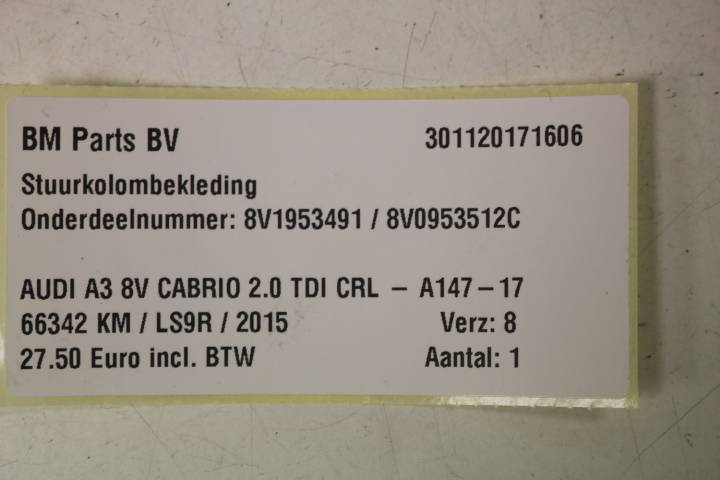 BM Parts BV 301120171606
Stuurkolombekleding
Onderdeelnummer: 8V1953491 / 8V0953512C
AUDI A3 8V CABRIO 2.0 TDI CRL - A147-17
66342 KM / LS9R / 2015 Verz: 8
27.50 Euro incl. BTW Aantal: 1